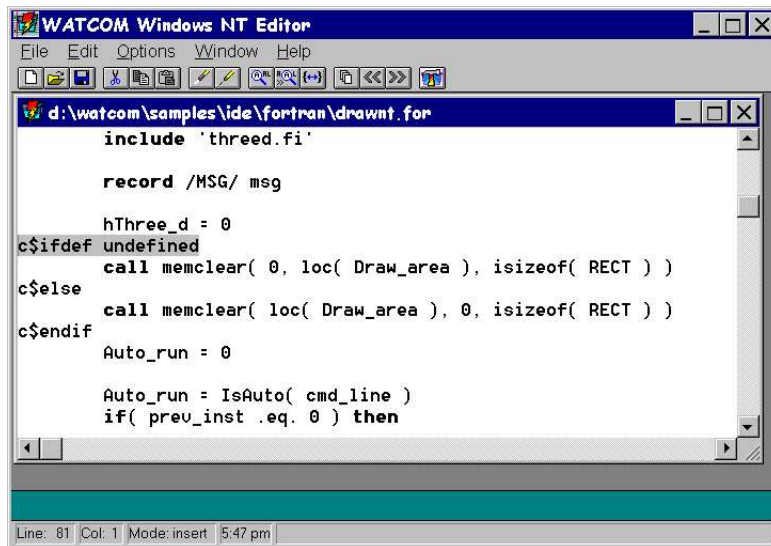 WATCOM Windows NT Editor
File Edit Options Window Help
d:\watcom\samples\ide\fortran\drawnt.for
include 'threed.fi'
record /MSG/ msg
hThree_d = 0
c$ifdef undefined
call memclear( 0, loc( Draw_area ), isizeof( RECT ) )
c$else
call memclear( loc( Draw_area ), 0, isizeof( RECT ) )
c$endif
Auto_run = 0
Auto_run = IsAuto( cmd_line )
if( prev_inst .eq. 0 ) then
Line: 81 Col: 1 Mode: insert 5:47 pm